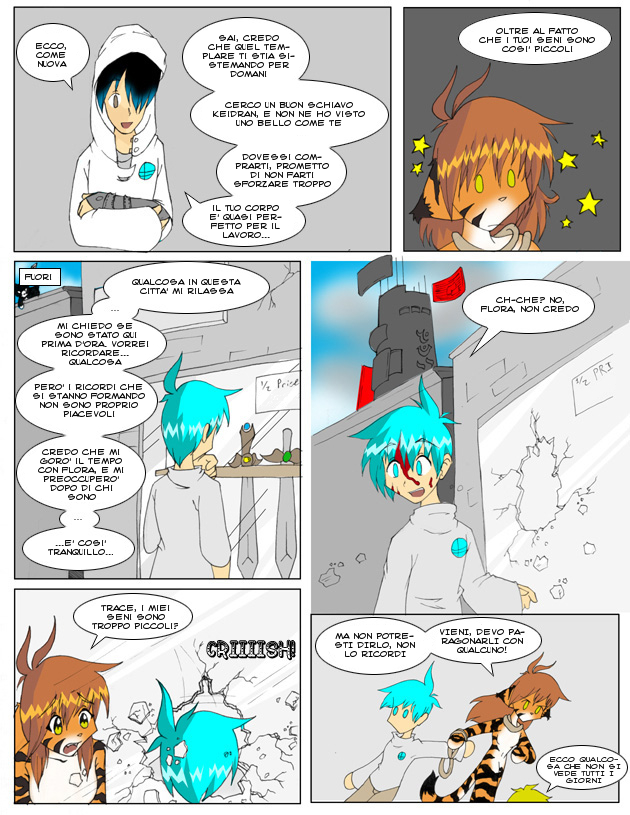 ECCO,
COME
NUOVA
SAI, CREDO
CHE QUEL TEM-
PLARE TI STIA SI-
STEMANDO PER
DOMANI
CERCO UN BUON SCHIAVO
KEIDRAN, E NON NE HO VISTO
UNO BELLO COME TE
DOVESSI COM-
PRARTI, PROMETTO
DI NON FARTI
SFORZARE TROPPO
IL TUO CORPO
E' QUASI PER-
FETTO PER IL
LAVORO...
OLTRE AL FATTO
CHE I TUOI SENI SONO
COSI' PICCOLI
FUORI
QUALCOSA IN QUESTA
CITTA' MI RILASSA
...
MI CHIEDO SE
SONO STATO QUI
PRIMA D'ORA. VORREI
RICORDARE...
QUALCOSA
PERO' I RICORDI CHE
SI STANNO FORMANDO
NON SONO PROPRIO
PIACEVOLI
CREDO CHE MI
GORO' IL TEMPO
CON FLORA, E MI
PREOCCUPERO'
DOPO DI CHI
SONO
...
...E' COSI'
TRANQUILLO...
1/2 Price
CH-CHE? NO,
FLORA, NON CREDO
1/2 PRI
TRACE, I MIEI
SENI SONO
TROPPO PICCOLI?
CRIIIISH!
MA NON POTRE-
STI DIRLO, NON
LO RICORDI
VIENI, DEVO PA-
RAGONARLI CON
QUALCUNO!
ECCO QUALCO-
SA CHE NON SI
VEDE TUTTI I
GIORNI